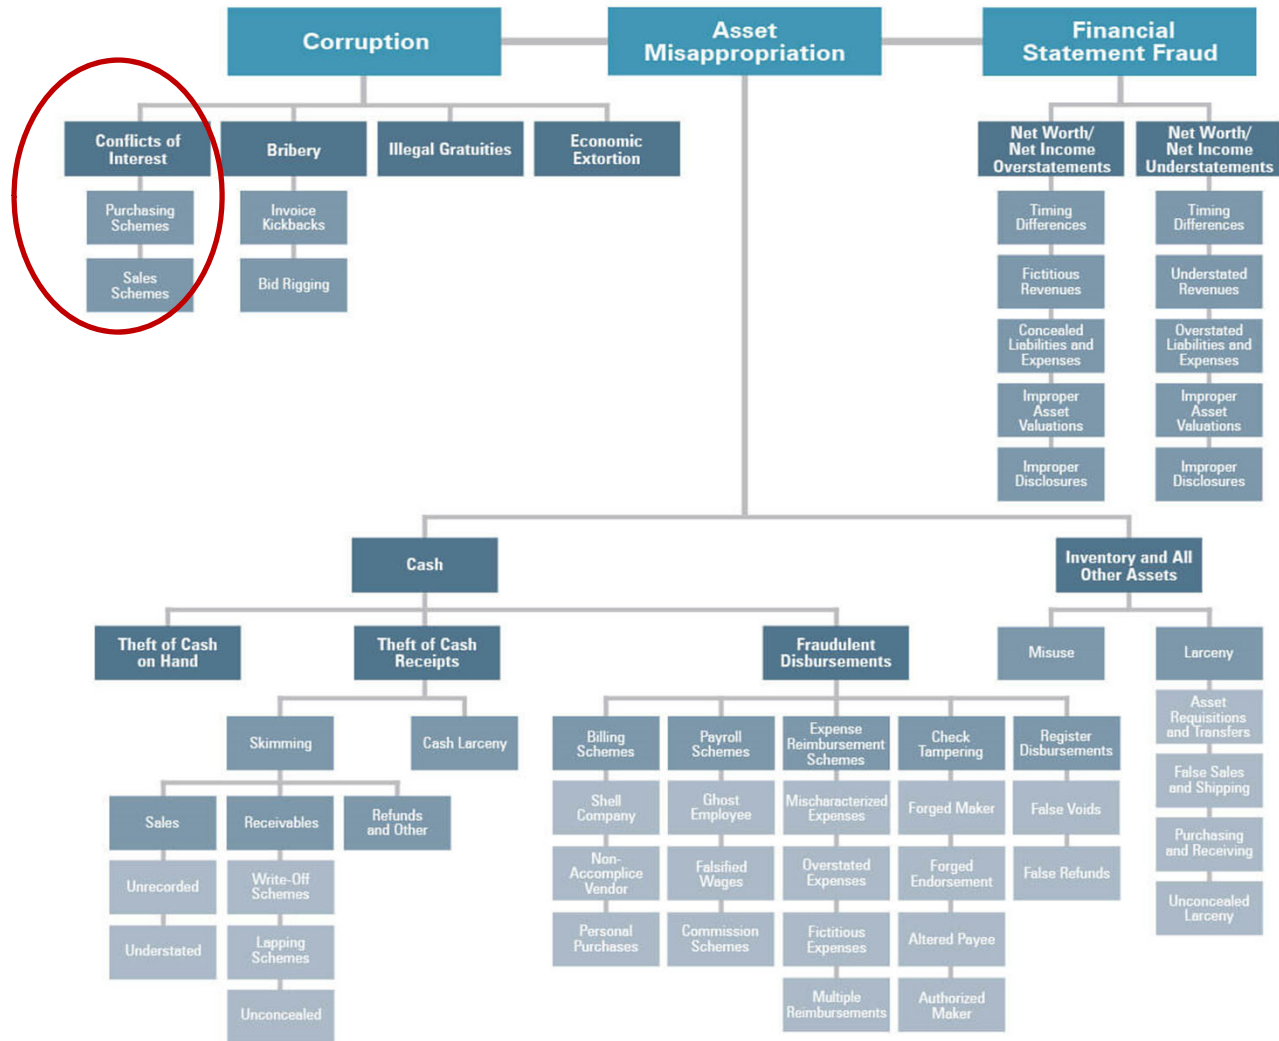 Corruption
Asset
Misappropriation
Financial
Statement Fraud
Conflicts of
Interest
Bribery
Illegal Gratuities
Economic
Extortion
Net Worth/
Net Income
Overstatements
Net Worth/
Net Income
Understatements
Purchasing
Schemes
Invoice
Kickbacks
Timing
Differences
Timing
Differences
Sales
Schemes
Bid Rigging
Fictitious
Revenues
Understated
Revenues
Concealed
Liabilities and
Expenses
Overstated
Liabilities and
Expenses
Improper
Asset
Valuations
Improper
Asset
Valuations
Improper
Disclosures
Improper
Disclosures
Cash
Inventory and All
Other Assets
Theft of Cash
on Hand
Theft of Cash
Receipts
Fraudulent
Disbursements
Misuse
Larceny
Skimming
Cash Larceny
Billing
Schemes
Payroll
Schemes
Expense
Reimbursement
Schemes
Check
Tampering
Register
Disbursements
Asset
Requisitions
and Transfers
Sales
Receivables
Refunds
and Other
Shell
Company
Ghost
Employee
Mischaracterized
Expenses
Forged Maker
False Voids
False Sales
and Shipping
Unrecorded
Write-Off
Schemes
Non-
Accomplice
Vendor
Falsified
Wages
Overstated
Expenses
Forged
Endorsement
False Refunds
Purchasing
and Receiving
Understated
Lapping
Schemes
Personal
Purchases
Commission
Schemes
Fictitious
Expenses
Altered Payee
Unconcealed
Larceny
Unconcealed
Multiple
Reimbursements
Authorized
Maker